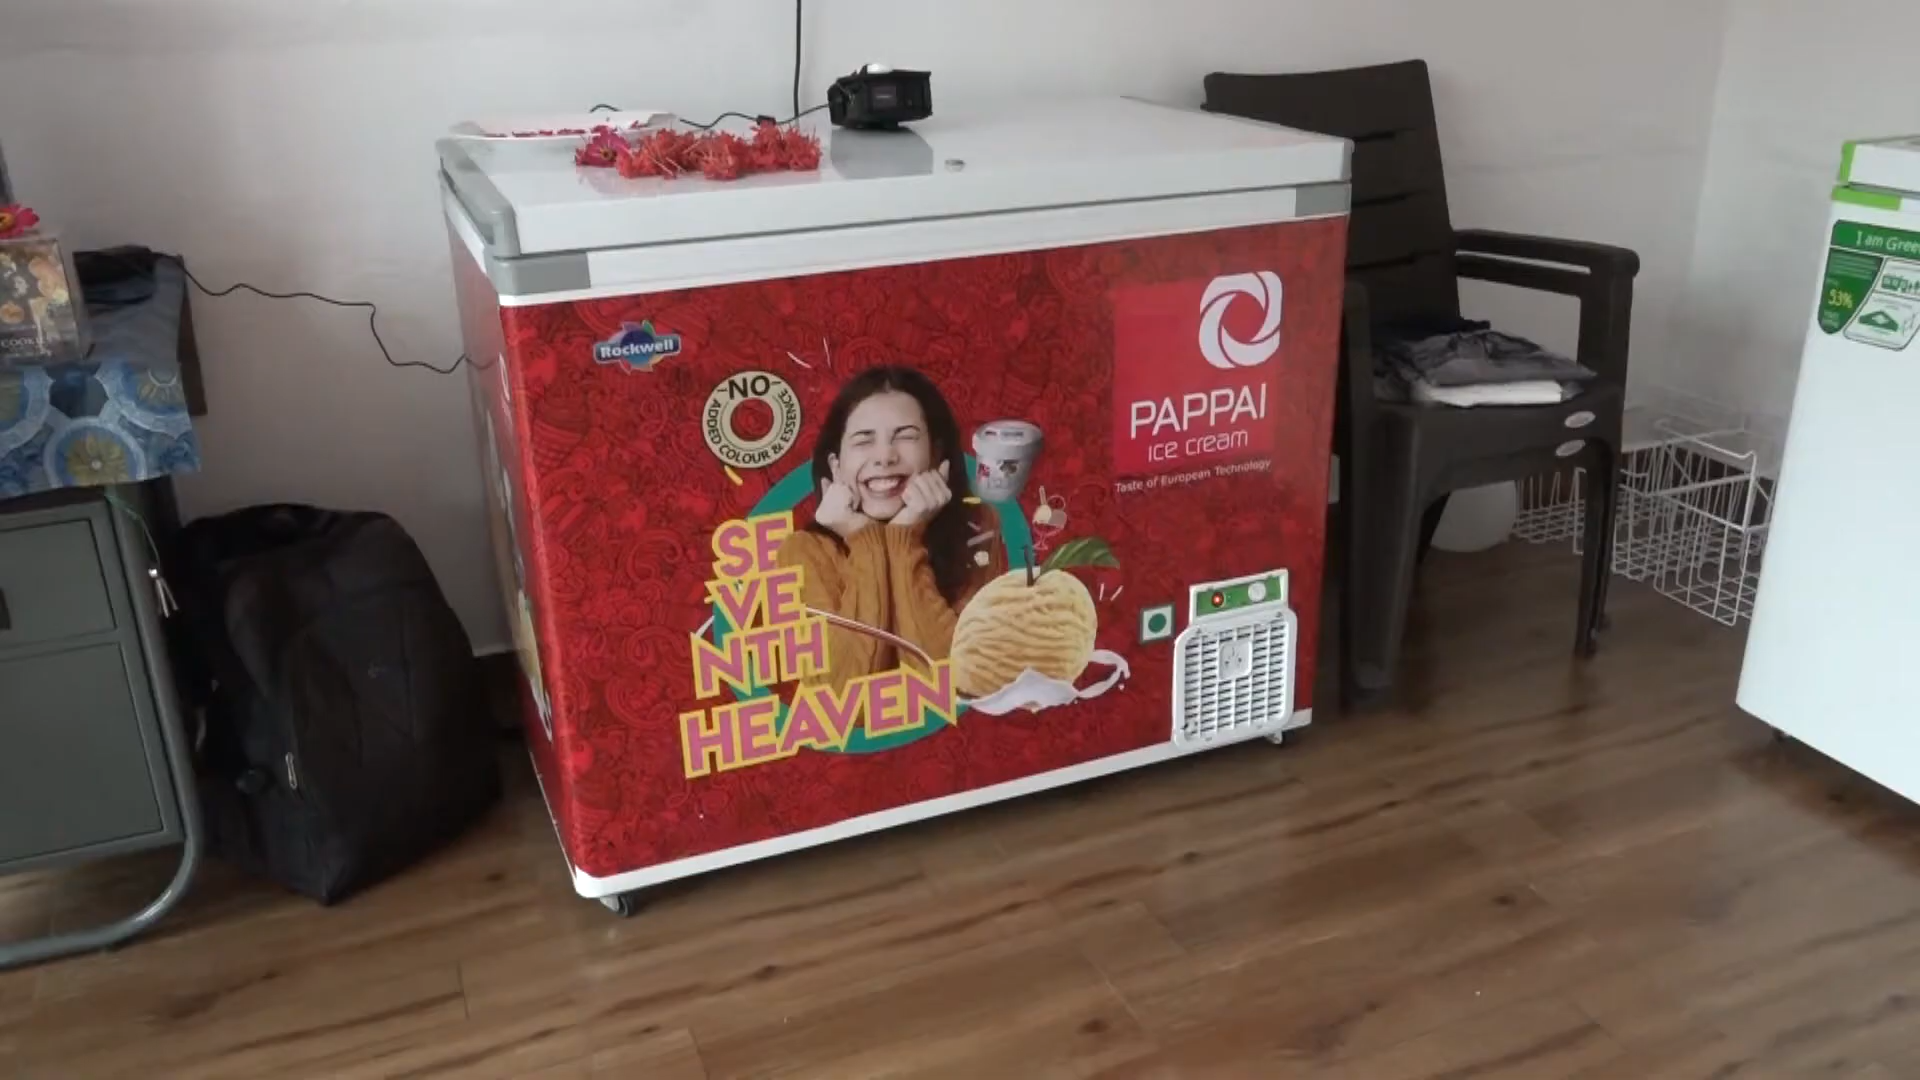 Rockwell
NO
ADDED COLOUR & ESSENCE
PAPPAI
ice cream
Taste of European Technology
SE
VE
NTH
HEAVEN
I am Gree
53%
COOKI